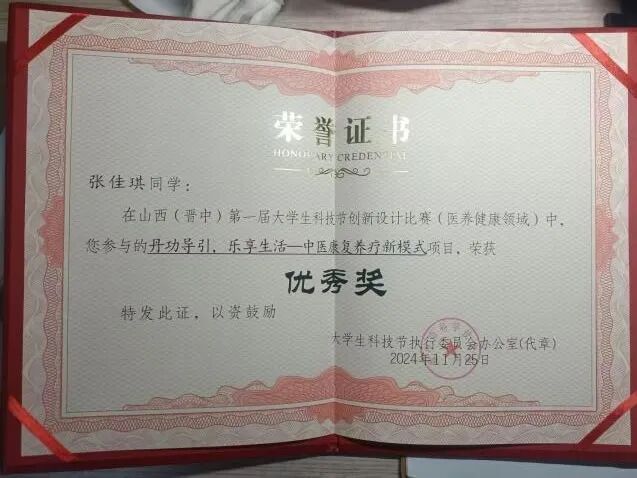 荣誉证书
HONORARY CREDENTIAL
张佳琪同学：
在山西（晋中）第一届大学生科技节创新设计比赛（医养健康领域）中，
您参与的丹功导引，乐享生活—中医康复养疗新模式项目，荣获
优秀奖
特发此证，以资鼓励
大学生科技节执行委员会办公室(代章)
2024年11月25日